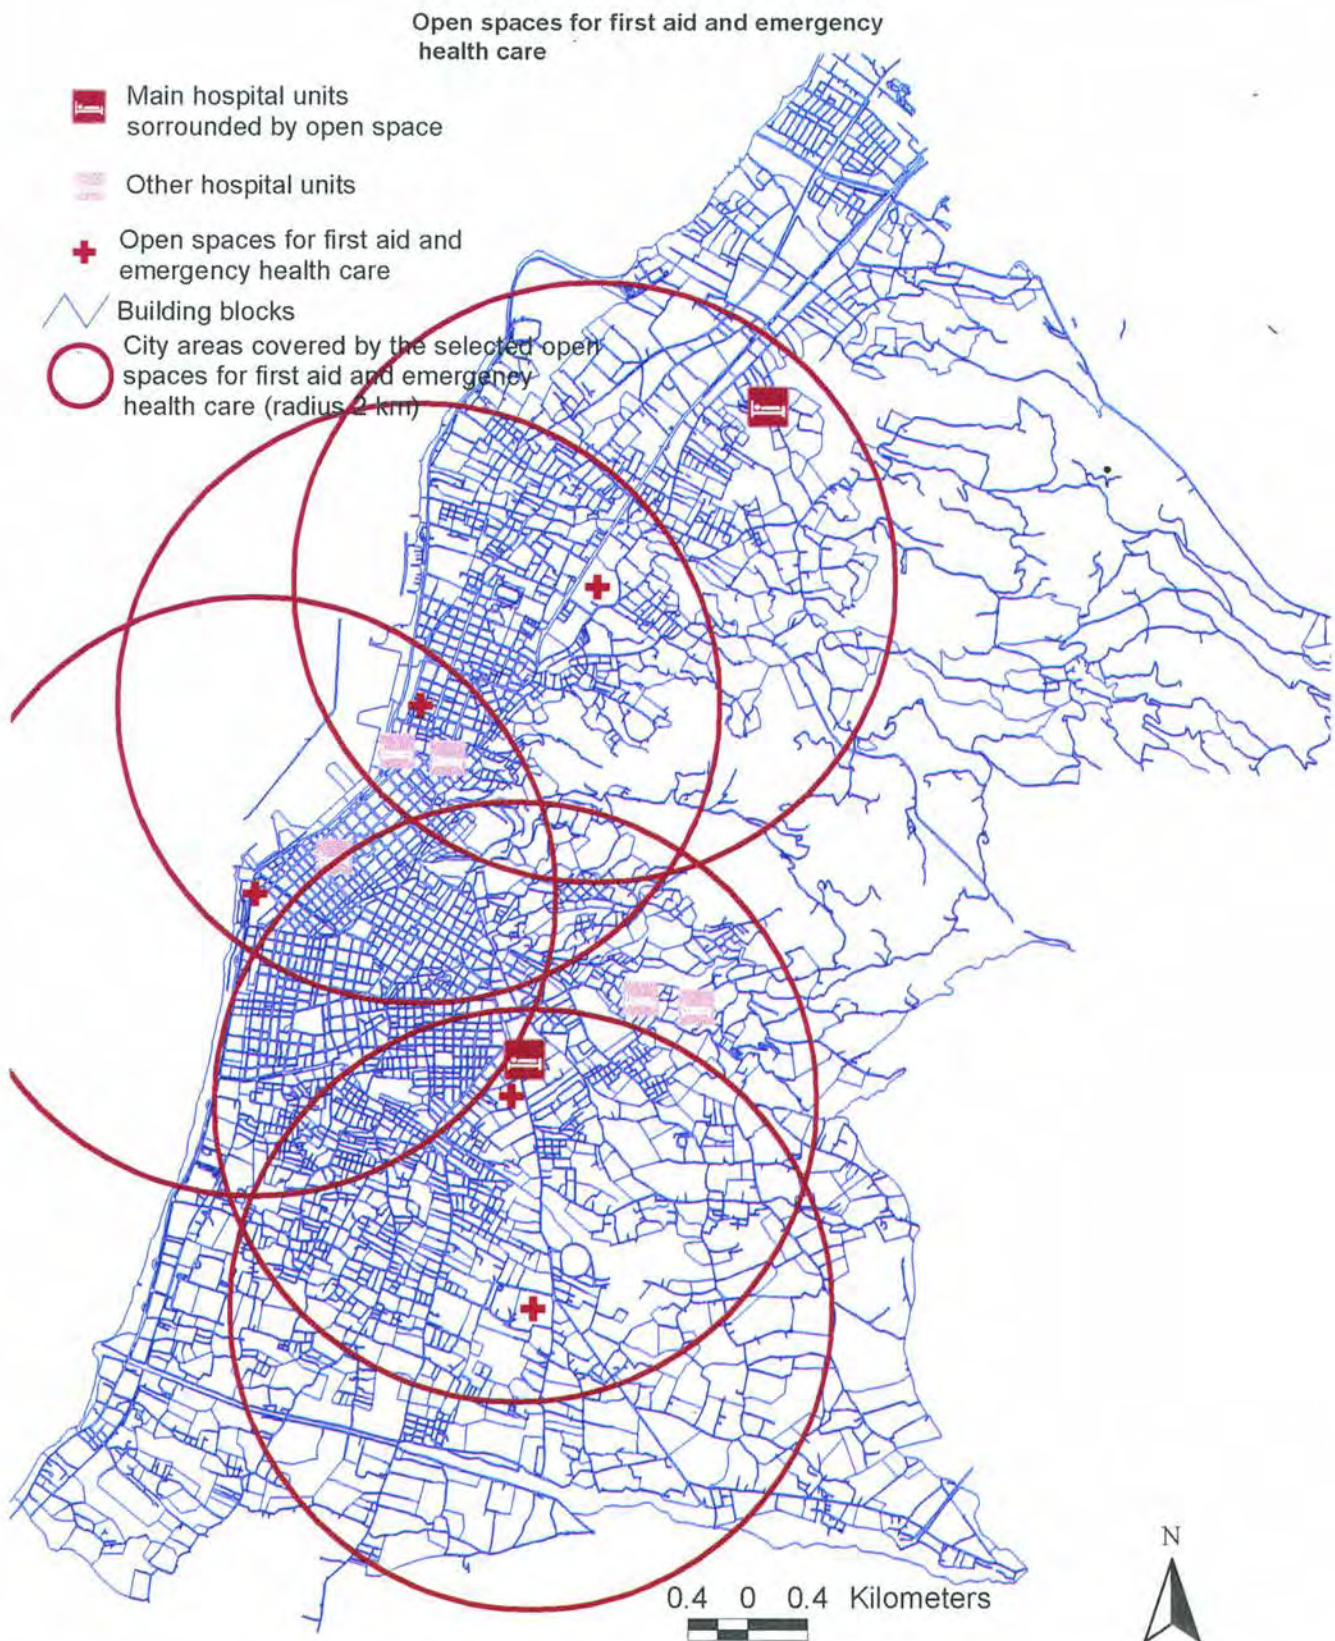 Open spaces for first aid and emergency
health care
Main hospital units
sorrounded by open space
Other hospital units
Open spaces for first aid and
emergency health care
Building blocks
City areas covered by the selected open
spaces for first aid and emergency
health care (radius 2 km)
N
0.4 0 0.4 Kilometers